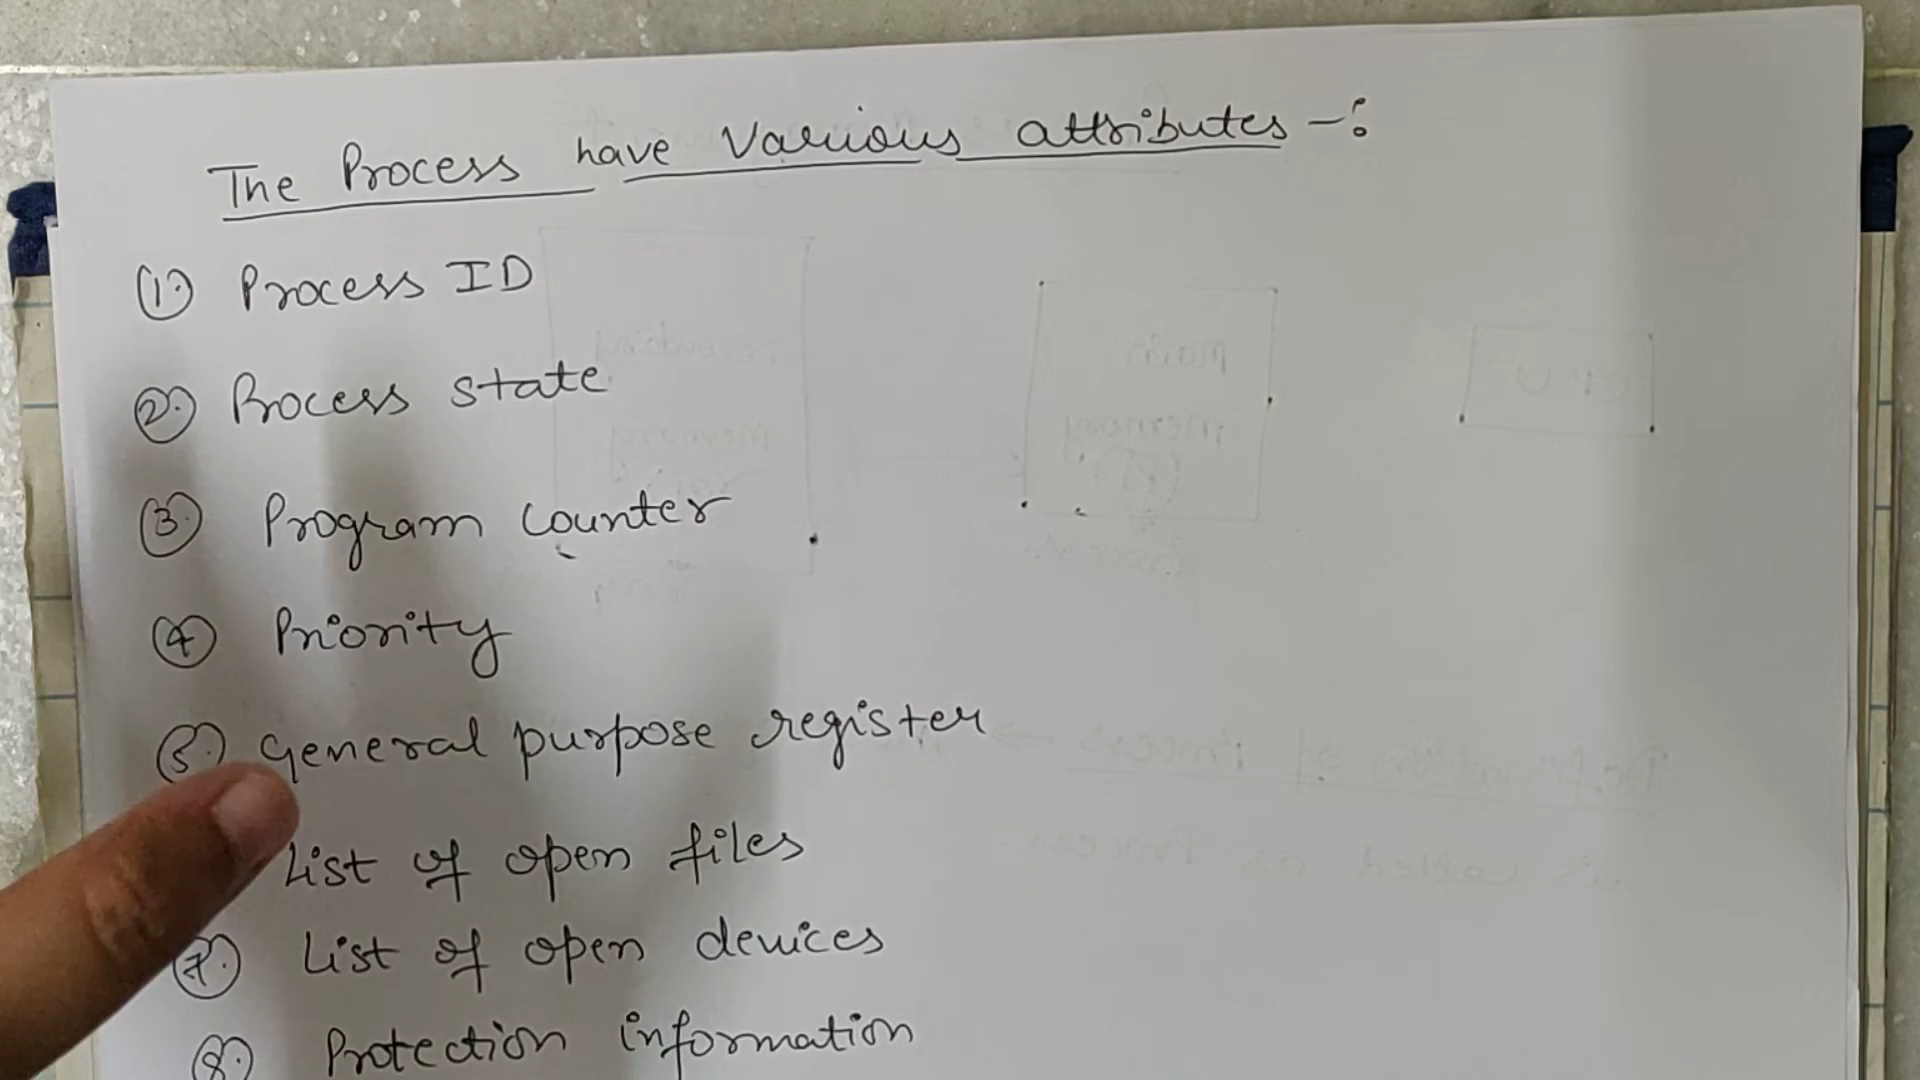 The Process have Various attributes -:
1. Process ID
2. Process state
3. Program counter
4. Priority
5. General purpose register
List of open files
7. List of open devices
8. Protection information